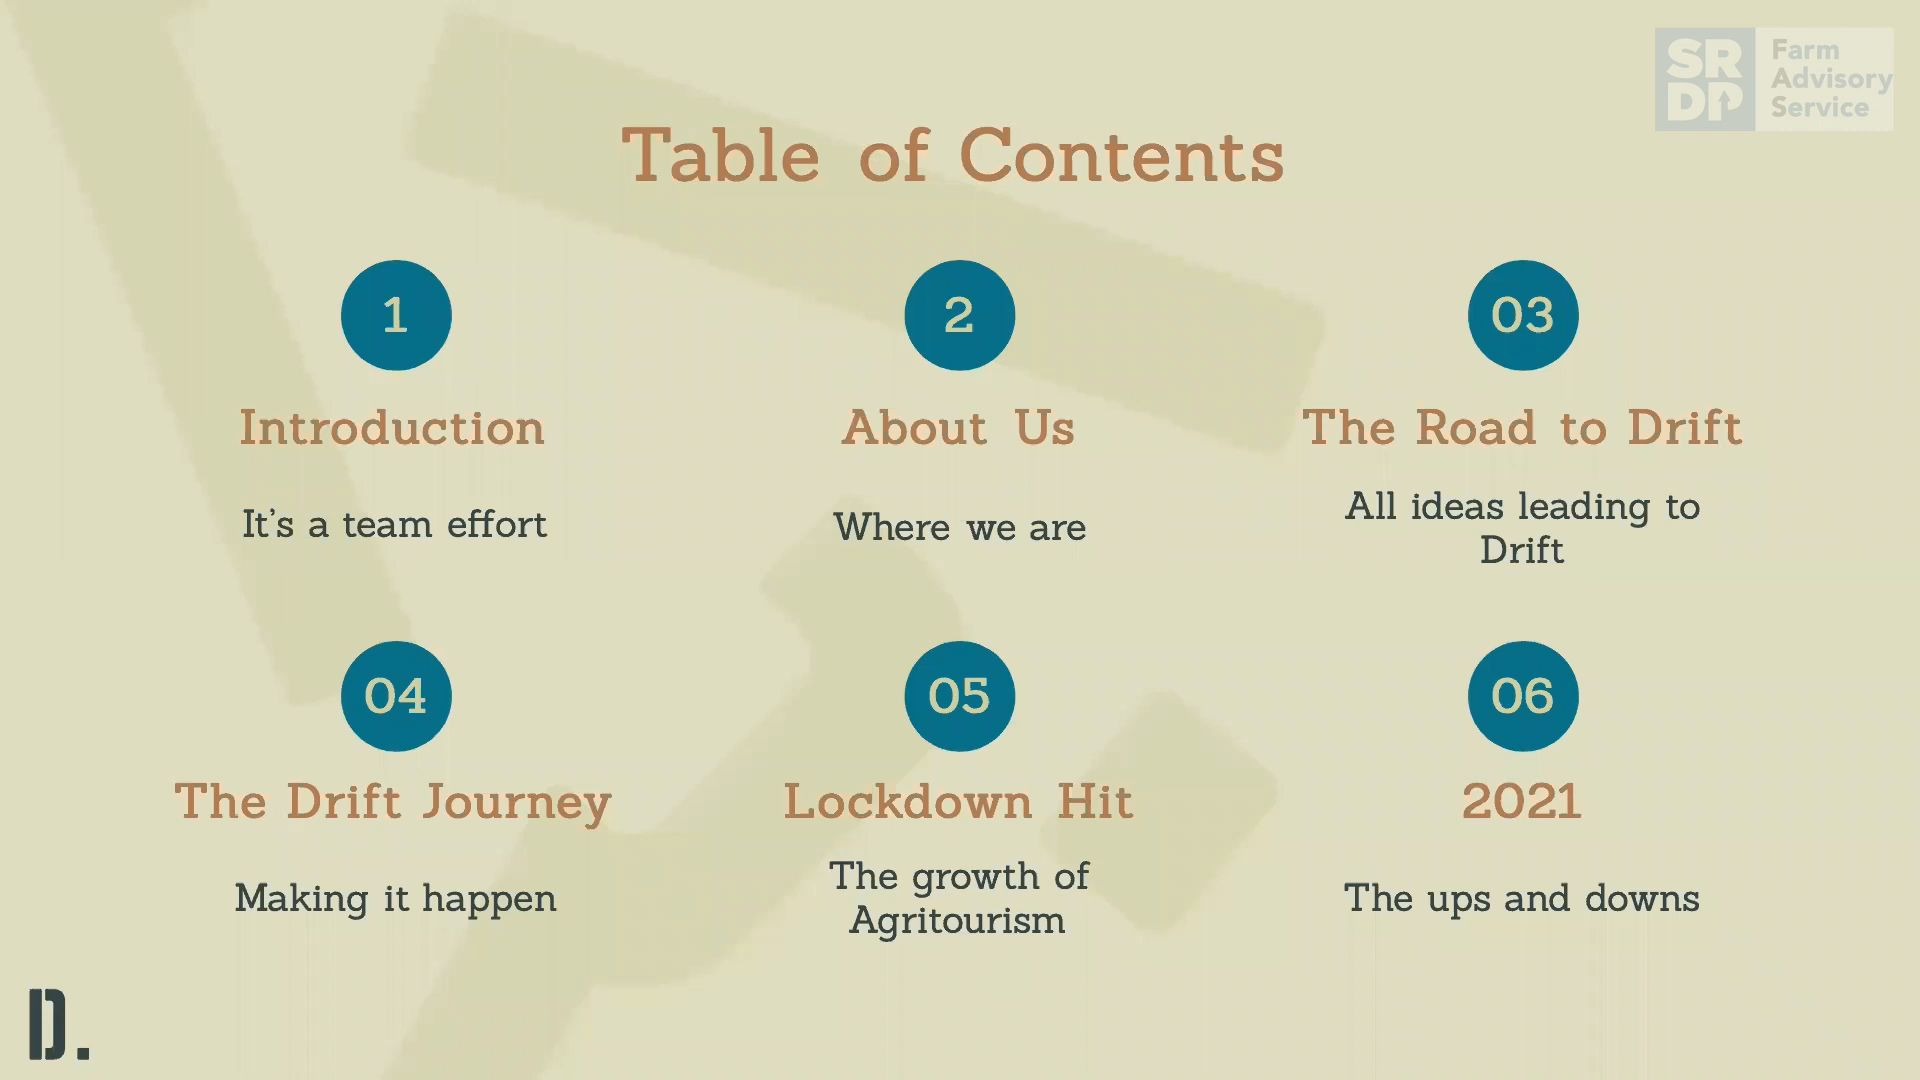 SRDP Farm Advisory Service
Table of Contents
1
Introduction
It's a team effort
2
About Us
Where we are
03
The Road to Drift
All ideas leading to
Drift
04
The Drift Journey
Making it happen
05
Lockdown Hit
The growth of
Agritourism
06
2021
The ups and downs
D.